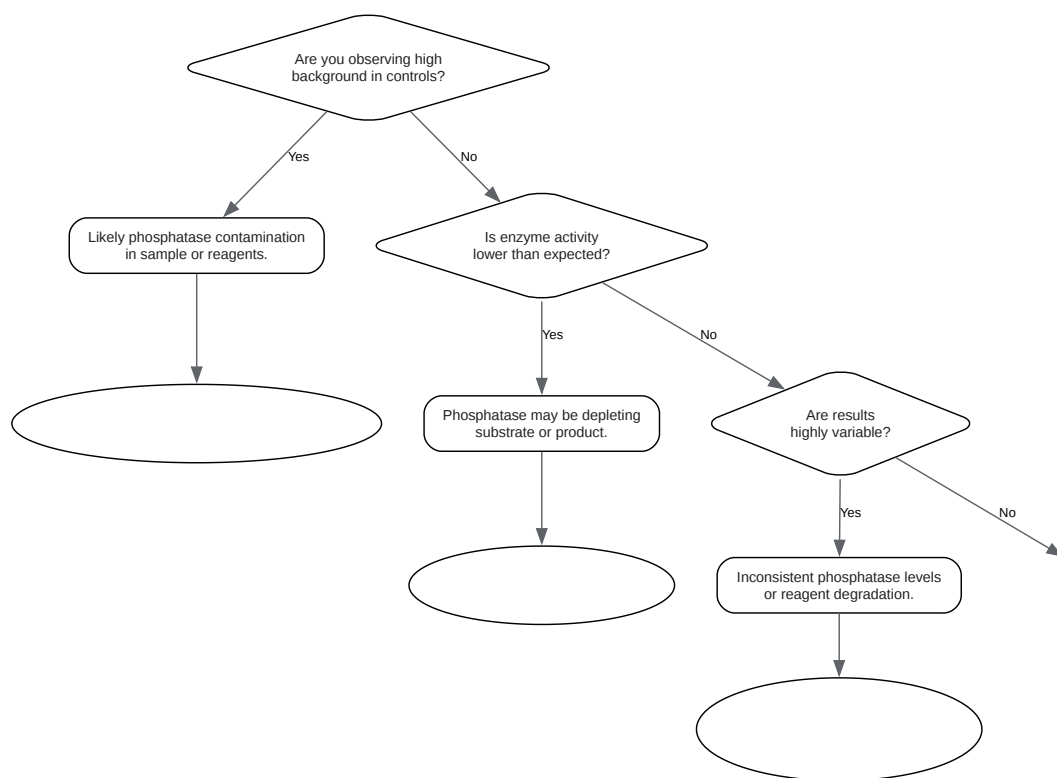 Are you observing high
background in controls?
Yes
No
Likely phosphatase contamination
in sample or reagents.
Is enzyme activity
lower than expected?
Yes
No
Phosphatase may be depleting
substrate or product.
Are results
highly variable?
Yes
No
Inconsistent phosphatase levels
or reagent degradation.